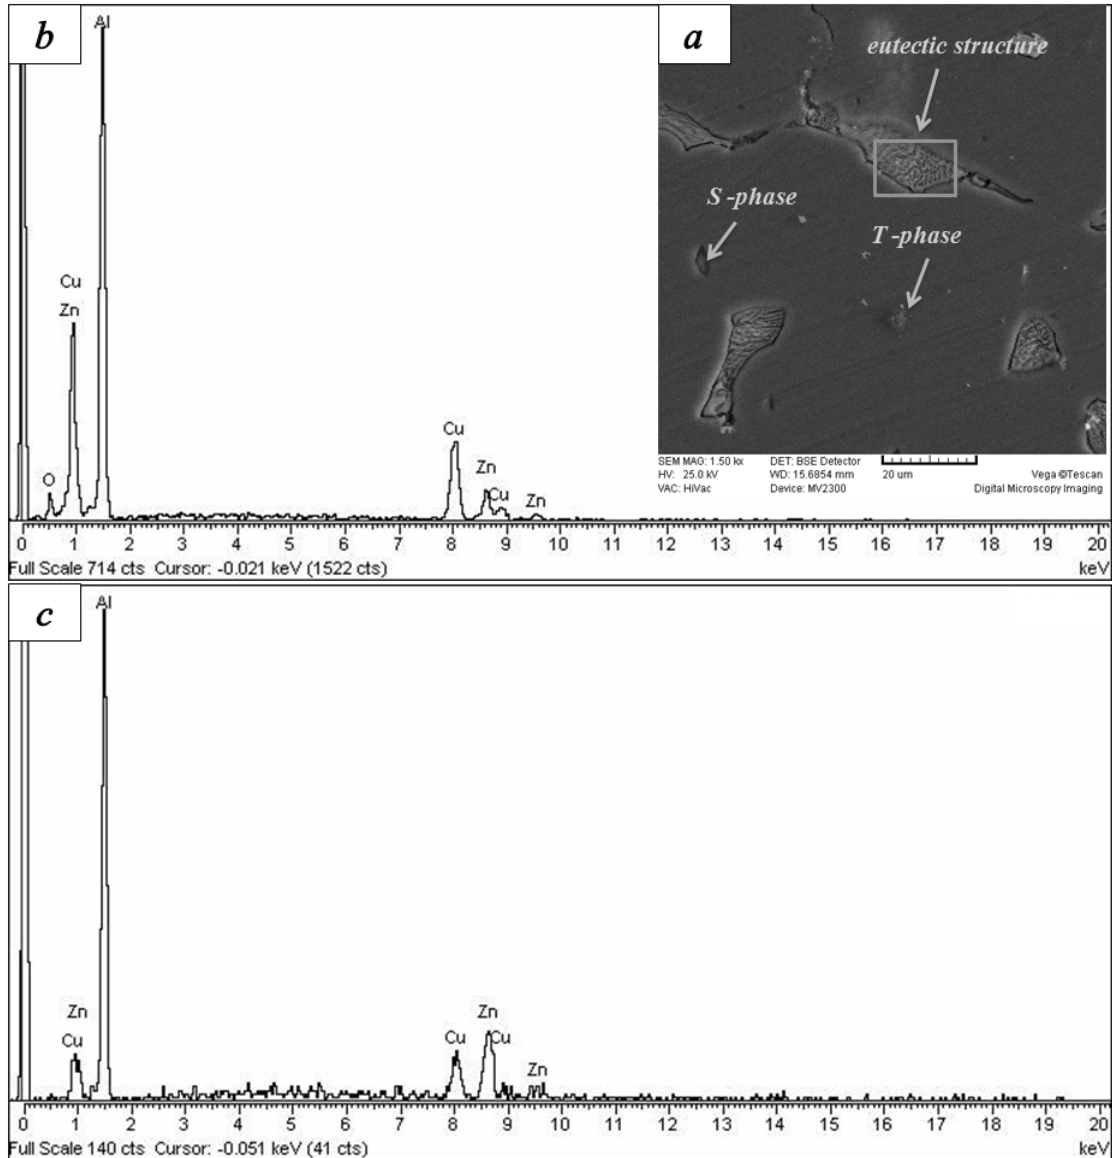 b
Al
Cu
Zn
O
Cu
Zn
Cu
Zn
0 1 2 3 4 5 6 7 8 9 10 11 12 13 14 15 16 17 18 19 20
Full Scale 714 cts Cursor: -0.021 keV (1522 cts)
keV
a
eutectic structure
S -phase
T -phase
SEM MAG: 1.50 kx DET: BSE Detector
HV: 25.0 kV WD: 15.6854 mm 20 um Vega ©Tescan
VAC: HiVac Device: MV2300 Digital Microscopy Imaging
c
Al
Zn
Cu
Cu
Zn
Cu
Zn
0 1 2 3 4 5 6 7 8 9 10 11 12 13 14 15 16 17 18 19 20
Full Scale 140 cts Cursor: -0.051 keV (41 cts)
keV